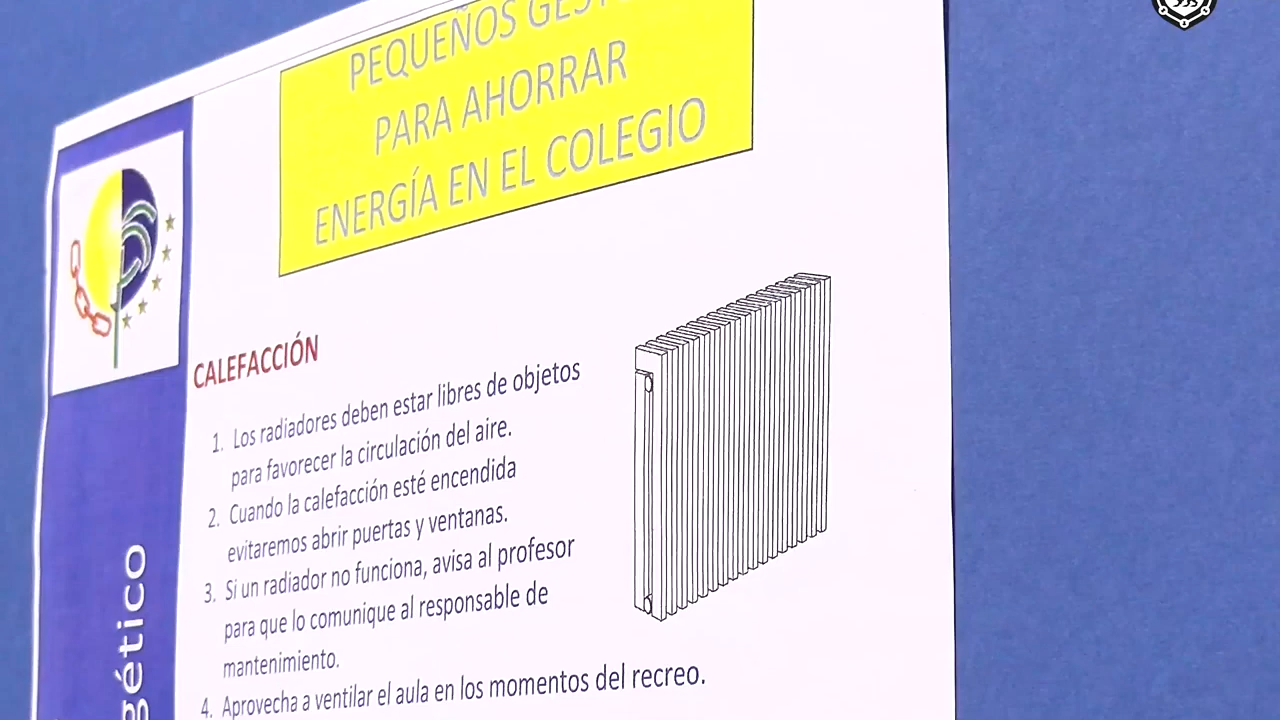 PEQUEÑOS
PARA AHORRAR
ENERGÍA EN EL COLEGIO
CALEFACCIÓN
1. Los radiadores deben estar libres de objetos
para favorecer la circulación del aire.
2. Cuando la calefacción esté encendida
evitaremos abrir puertas y ventanas.
3. Si un radiador no funciona, avisa al profesor
para que lo comunique al responsable de
mantenimiento.
4. Aprovecha a ventilar el aula en los momentos del recreo.
gético